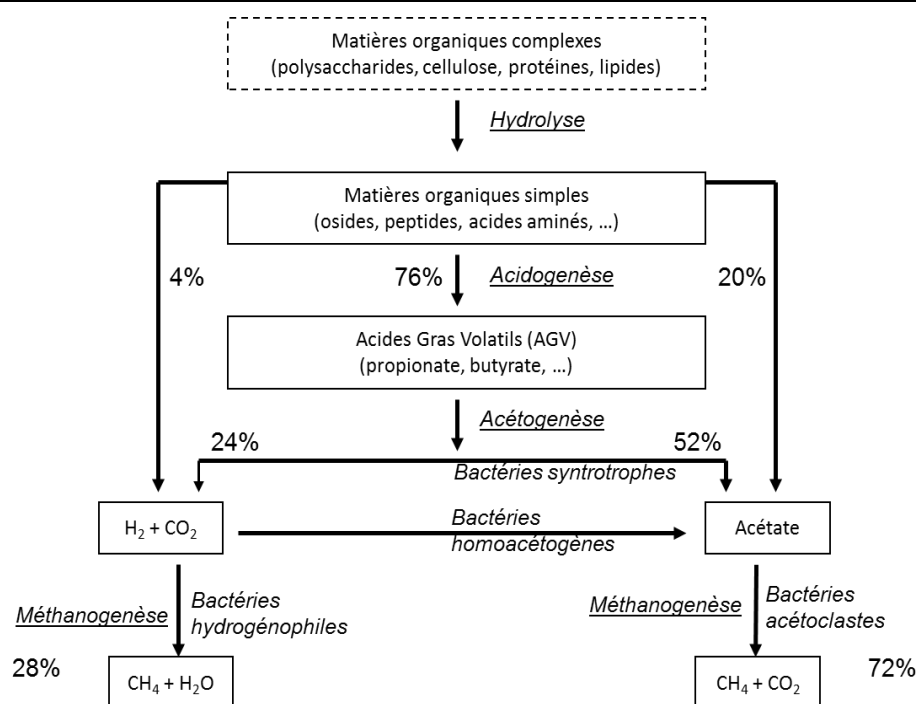 Matières organiques complexes
(polysaccharides, cellulose, protéines, lipides)
Hydrolyse
Matières organiques simples
(osides, peptides, acides aminés, ...)
4%
76%
Acidogenèse
20%
Acides Gras Volatils (AGV)
(propionate, butyrate, ...)
Acétogenèse
24%
52%
Bactéries syntrotrophes
H₂ + CO₂
Bactéries
homoacétogènes
Acétate
Méthanogenèse
Bactéries
hydrogénophiles
Méthanogenèse
Bactéries
acétoclastes
28%
CH₄ + H₂O
CH₄ + CO₂
72%